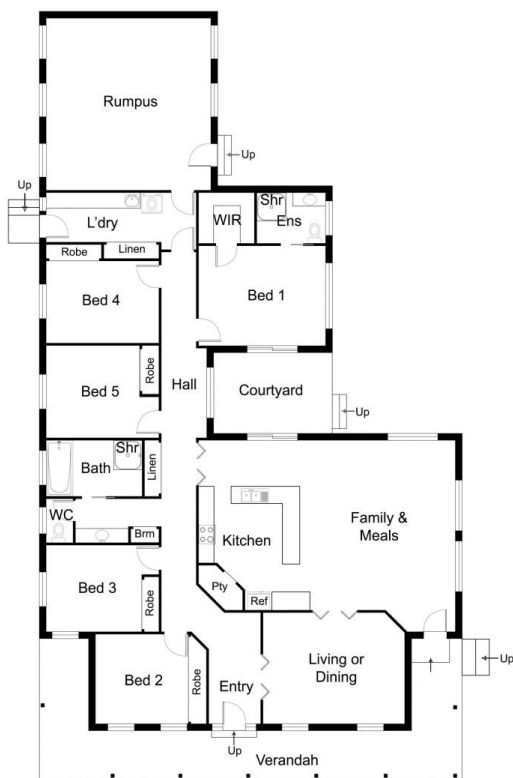 Rumpus
Up
Up
Shr
L'dry
WIR
Ens
Robe
Linen
Bed 4
Bed 1
Bed 5
Robe
Hall
Courtyard
Up
Shr
Bath
Linen
WC
Brm
Kitchen
Family &
Meals
Bed 3
Robe
Pty
Ref
Bed 2
Robe
Entry
Living or
Dining
Up
Up
Verandah